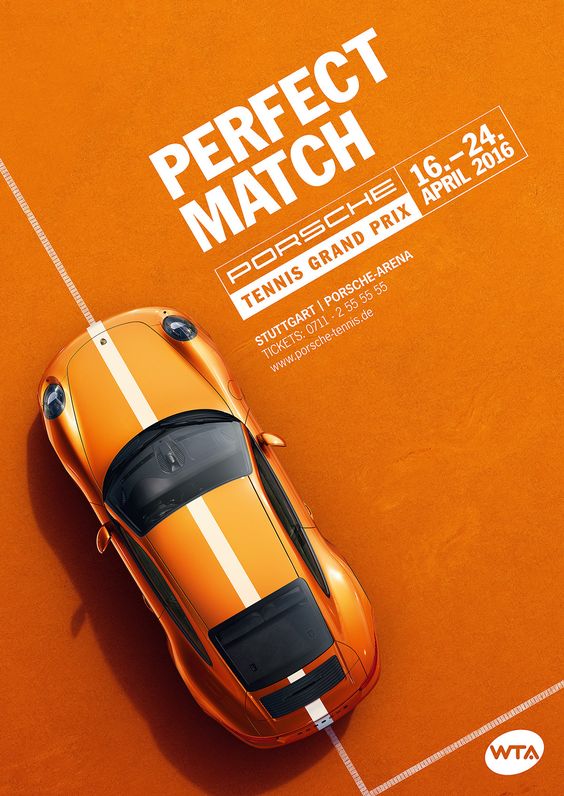 PERFECT
MATCH
PORSCHE
TENNIS GRAND PRIX
16.–24.
APRIL 2016
STUTTGART | PORSCHE-ARENA
TICKETS: 0711 - 2 55 55 55
www.porsche-tennis.de
WTA